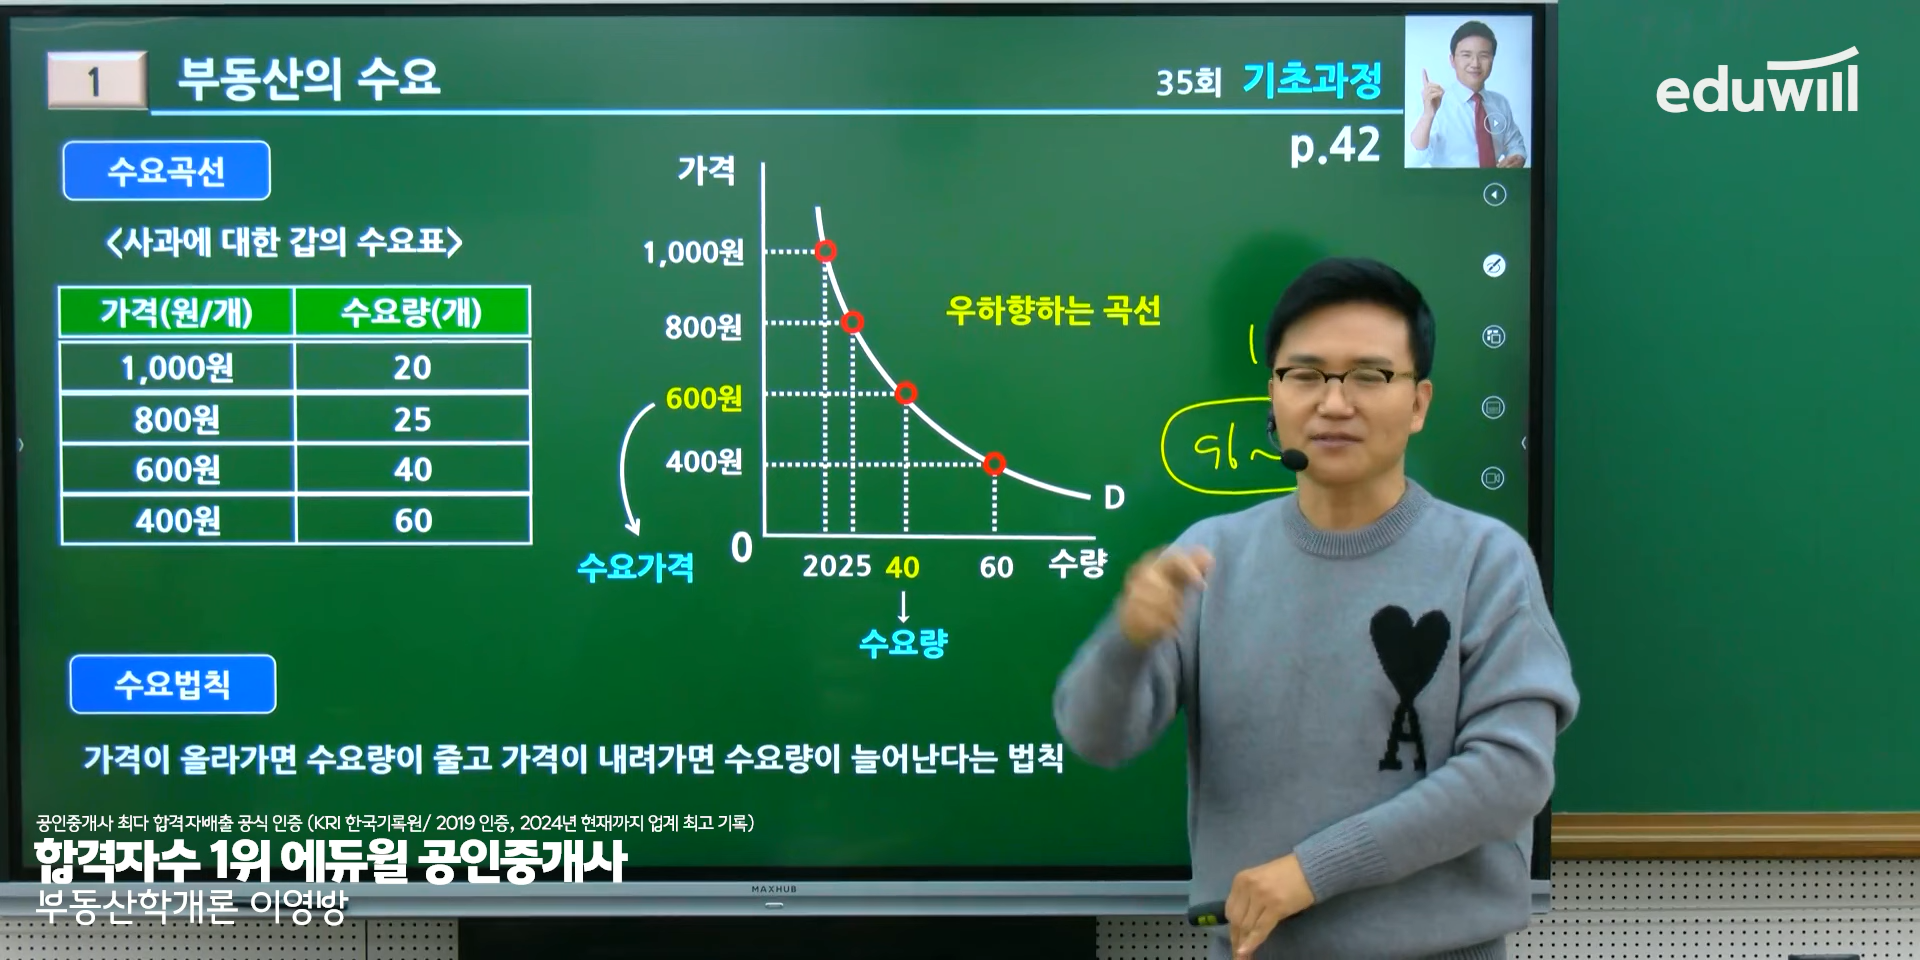 1
부동산의 수요
35회 기초과정
eduwill
p.42
수요곡선
<사과에 대한 갑의 수요표>
가격(원/개) 수요량(개)
1,000원 20
800원 25
600원 40
400원 60
가격
1,000원
800원
600원
400원
우하향하는 곡선
1
96~
D
0
20 25 40 60 수량
수요가격
수요량
수요법칙
가격이 올라가면 수요량이 줄고 가격이 내려가면 수요량이 늘어난다는 법칙
공인중개사 최다 합격자배출 공식 인증 (KRI 한국기록원/ 2019 인증, 2024년 현재까지 업계 최고 기록)
합격자수 1위 에듀윌 공인중개사
부동산학개론 이영방
MAXHUB
A